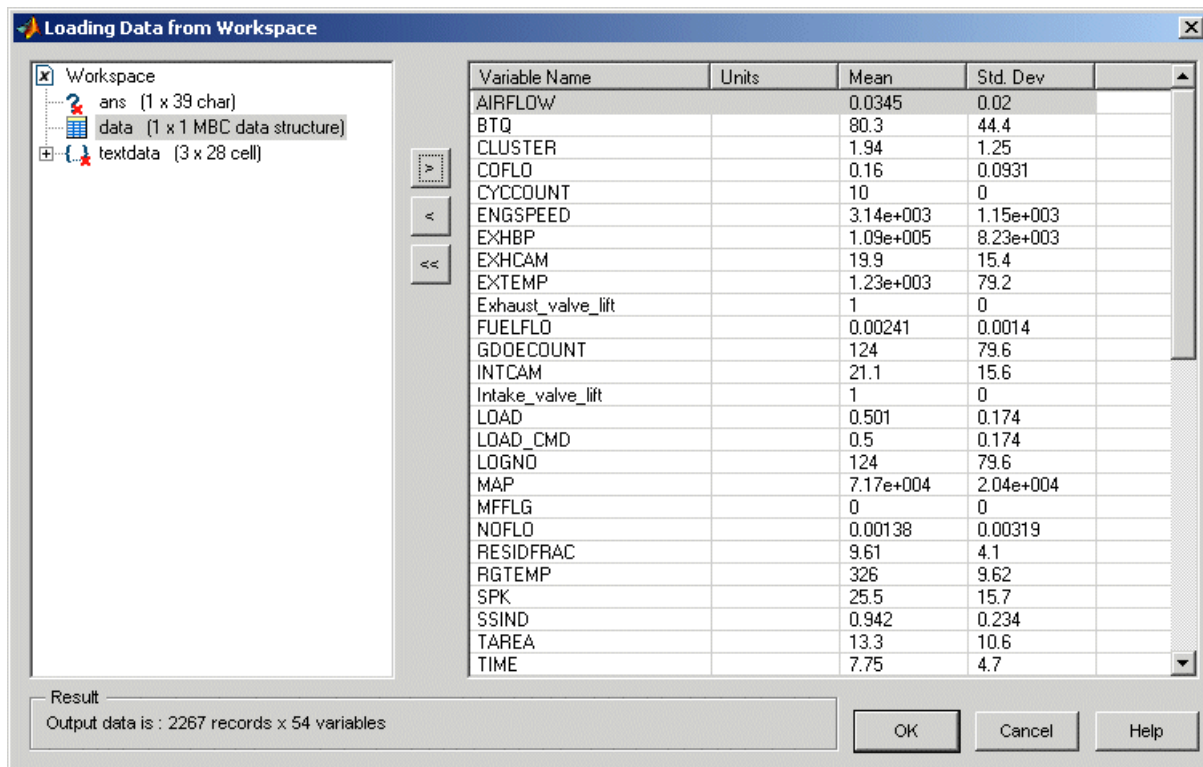 Loading Data from Workspace
Workspace
ans (1 x 39 char)
data (1 x 1 MBC data structure)
textdata (3 x 28 cell)
>
<
<<
Variable Name Units Mean Std. Dev
AIRFLOW 0.0345 0.02
BTQ 80.3 44.4
CLUSTER 1.94 1.25
COFLO 0.16 0.0931
CYCCOUNT 10 0
ENGSPEED 3.14e+003 1.15e+003
EXHBP 1.09e+005 8.23e+003
EXHCAM 19.9 15.4
EXTEMP 1.23e+003 79.2
Exhaust_valve_lift 1 0
FUELFLO 0.00241 0.0014
GDOECOUNT 124 79.6
INTCAM 21.1 15.6
Intake_valve_lift 1 0
LOAD 0.501 0.174
LOAD_CMD 0.5 0.174
LOGNO 124 79.6
MAP 7.17e+004 2.04e+004
MFFLG 0 0
NOFLO 0.00138 0.00319
RESIDFRAC 9.61 4.1
RGTEMP 326 9.62
SPK 25.5 15.7
SSIND 0.942 0.234
TAREA 13.3 10.6
TIME 7.75 4.7
Result
Output data is : 2267 records x 54 variables
OK Cancel Help